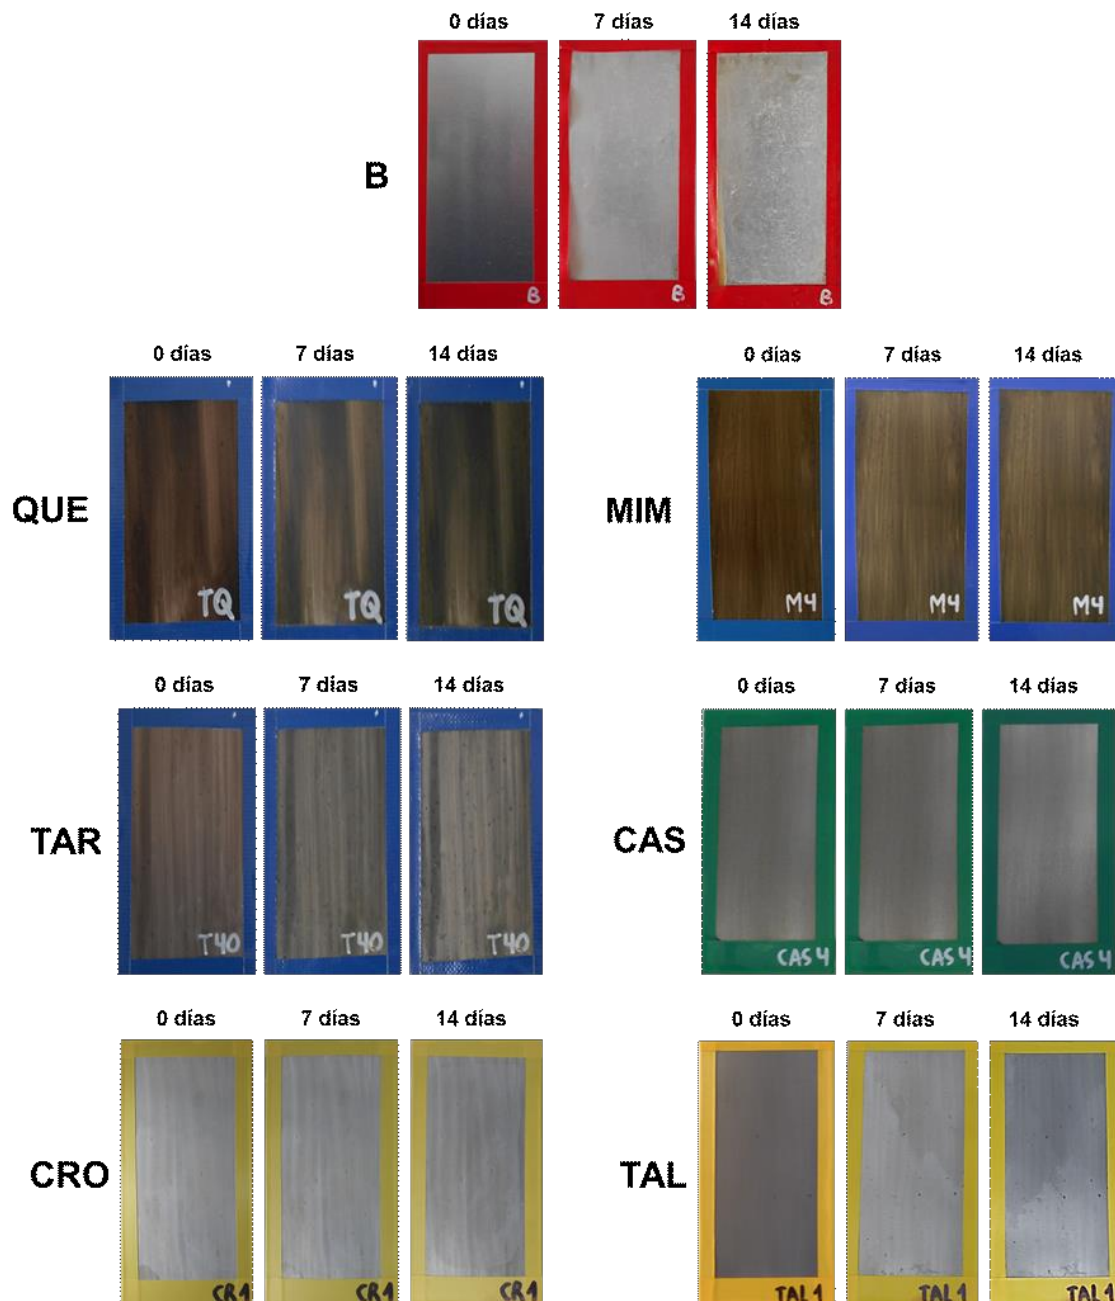 0 días 7 días 14 días
B
B B B
0 días 7 días 14 días
0 días 7 días 14 días
QUE
TQ TQ TQ
MIM
M4 M4 M4
0 días 7 días 14 días
0 días 7 días 14 días
TAR
T40 T40 T40
CAS
CAS 4 CAS 4 CAS 4
0 días 7 días 14 días
0 días 7 días 14 días
CRO
CR1 CR1 CR1
TAL
TAL 1 TAL 1 TAL 1